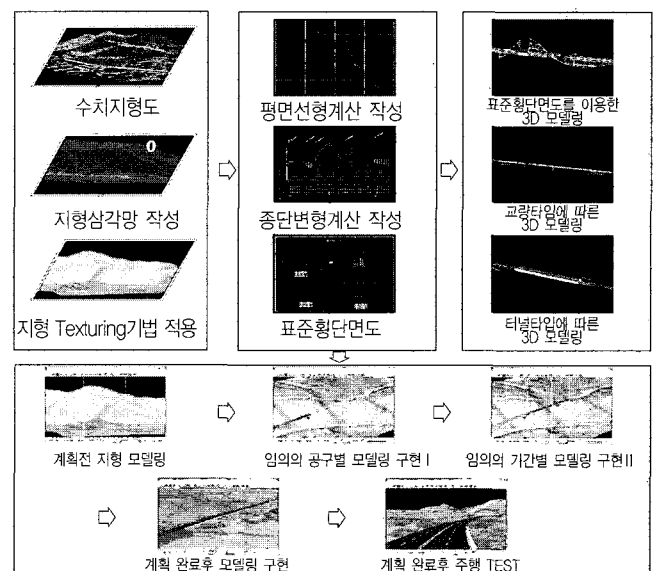 수치지형도
지형삼각망 작성
지형 Texturing기법 적용
평면선형계산 작성
종단변형계산 작성
표준횡단면도
표준횡단면도를 이용한
3D 모델링
교량타입에 따른
3D 모델링
터널타입에 따른
3D 모델링
계획전 지형 모델링
임의의 공구별 모델링 구현 I
임의의 가간별 모델링 구현 II
계획 완료후 모델링 구현
계획 완료후 주행 TEST